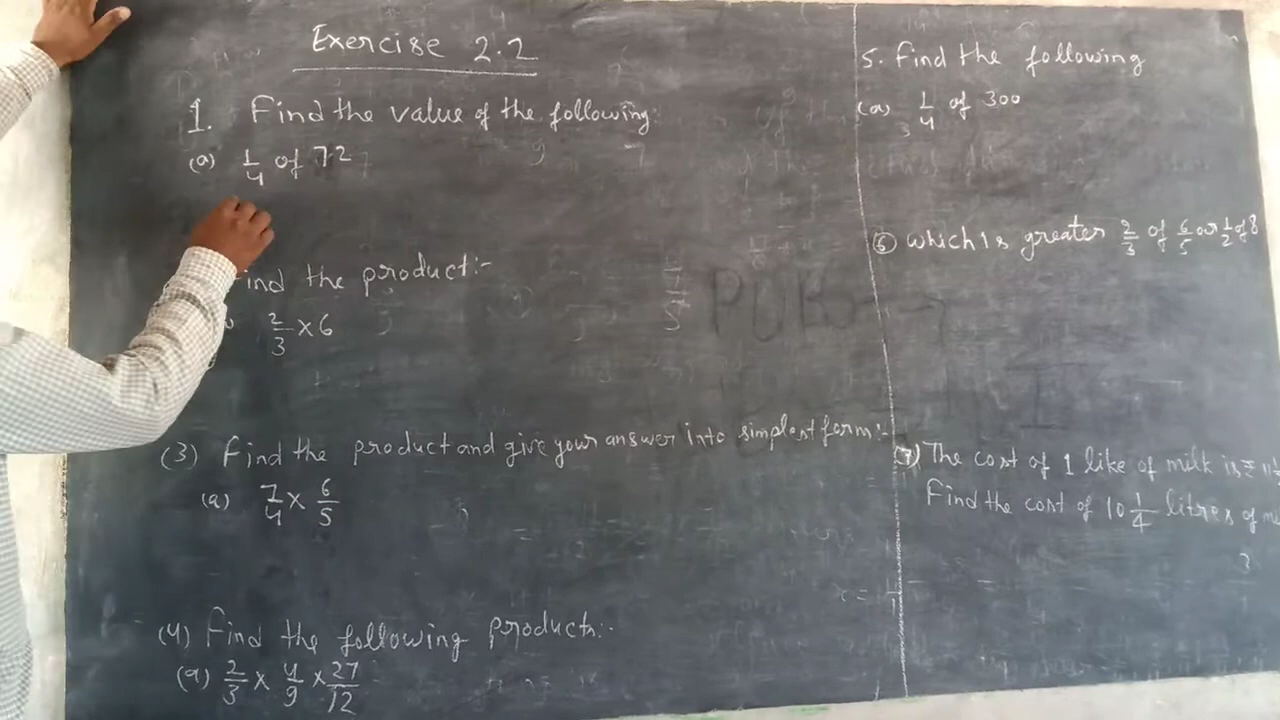 Exercise 2.2
1. Find the value of the following:
(a) 1/4 of 72
ind the product:-
2/3 x 6
(3) Find the product and give your answer into simplest form:-
(a) 7/4 x 6/5
(4) Find the following products:-
(a) 2/3 x 4/9 x 27/12
5. Find the following
(a) 1/4 of 300
(6) which is greater 2/3 of 6/5 or 1/2 of 8
(7) The cost of 1 like of milk is ₹
Find the cost of 10 1/4 litres of